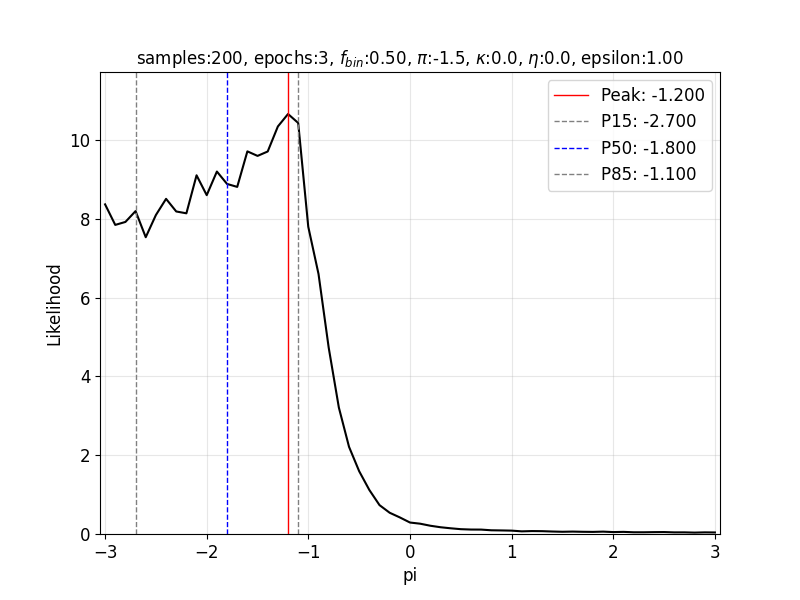 samples:200, epochs:3, f_bin:0.50, π:-1.5, κ:0.0, η:0.0, epsilon:1.00
Peak: -1.200
P15: -2.700
P50: -1.800
P85: -1.100
Likelihood
10
8
6
4
2
0
−3 −2 −1 0 1 2 3
pi